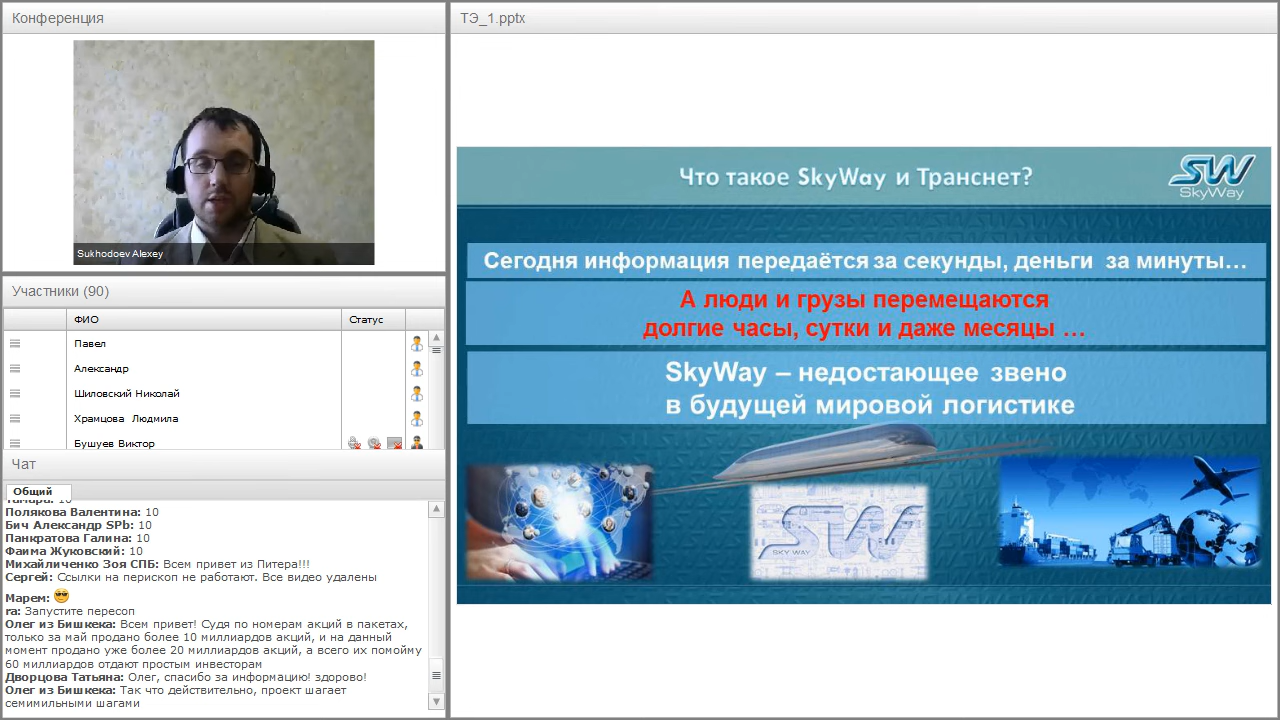 Конференция
Sukhodoev Alexey
Участники (90)
ФИО
Статус
Павел
Александр
Шиловский Николай
Храмцова Людмила
Бушуев Виктор
Чат
Общий
Тамара: 10
Полякова Валентина: 10
Бич Александр SPb: 10
Панкратова Галина: 10
Фаима Жуковский: 10
Михайличенко Зоя СПБ: Всем привет из Питера!!!
Сергей: Ссылки на перископ не работают. Все видео удалены
Марем:
ra: Запустите пересоп
Олег из Бишкека: Всем привет! Судя по номерам акций в пакетах,
только за май продано более 10 миллиардов акций, и на данный
момент продано уже более 20 миллиардов акций, а всего их помойму
60 миллиардов отдают простым инвесторам
Дворцова Татьяна: Олег, спасибо за информацию! здорово!
Олег из Бишкека: Так что действительно, проект шагает
семимильными шагами
ТЭ_1.pptx
Что такое SkyWay и Транснет?
SW
SkyWay
Сегодня информация передаётся за секунды, деньги за минуты...
А люди и грузы перемещаются
долгие часы, сутки и даже месяцы ...
SkyWay – недостающее звено
в будущей мировой логистике
SW
SKY WAY